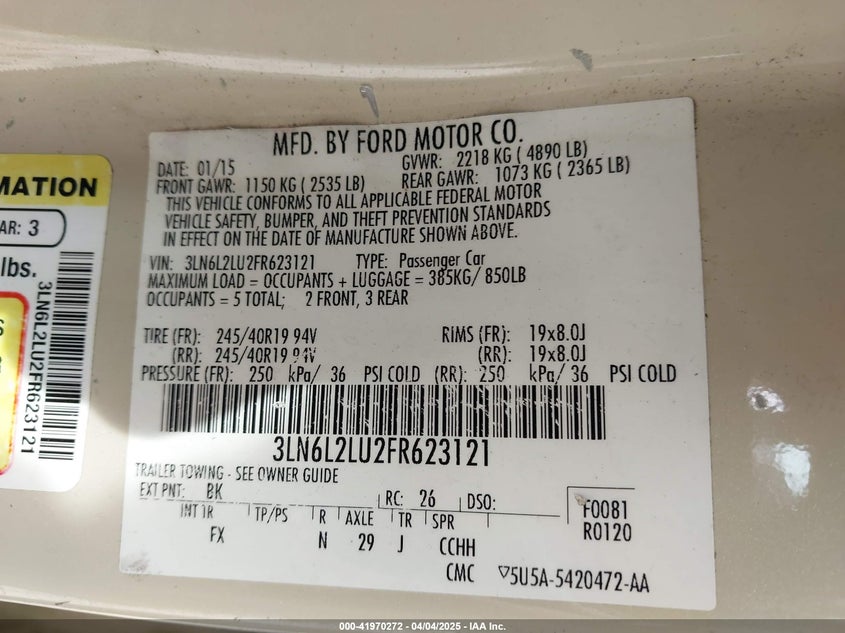 MFD. BY FORD MOTOR CO.
DATE: 01/15 GVWR: 2218 KG ( 4890 LB)
FRONT GAWR: 1150 KG ( 2535 LB) REAR GAWR: 1073 KG ( 2365 LB)
THIS VEHICLE CONFORMS TO ALL APPLICABLE FEDERAL MOTOR
VEHICLE SAFETY, BUMPER, AND THEFT PREVENTION STANDARDS
IN EFFECT ON THE DATE OF MANUFACTURE SHOWN ABOVE.
VIN: 3LN6L2LU2FR623121 TYPE: Passenger Car
MAXIMUM LOAD = OCCUPANTS + LUGGAGE = 385KG/ 850LB
OCCUPANTS = 5 TOTAL; 2 FRONT, 3 REAR
TIRE (FR): 245/40R19 94V RIMS (FR): 19x8.0J
(RR): 245/40R19 94V (RR): 19x8.0J
PRESSURE (FR): 250 kPa/ 36 PSI COLD (RR): 250 kPa/ 36 PSI COLD
3LN6L2LU2FR623121
TRAILER TOWING - SEE OWNER GUIDE
EXT PNT: BK RC: 26 DSO: F0081
INT TR TP/PS R AXLE TR SPR R0120
FX N 29 J CCHH
CMC 5U5A-5420472-AA
MATION
AR: 3
lbs.
3LN6L2LU2FR623121
000-41970272 - 04/04/2025 - IAA Inc.